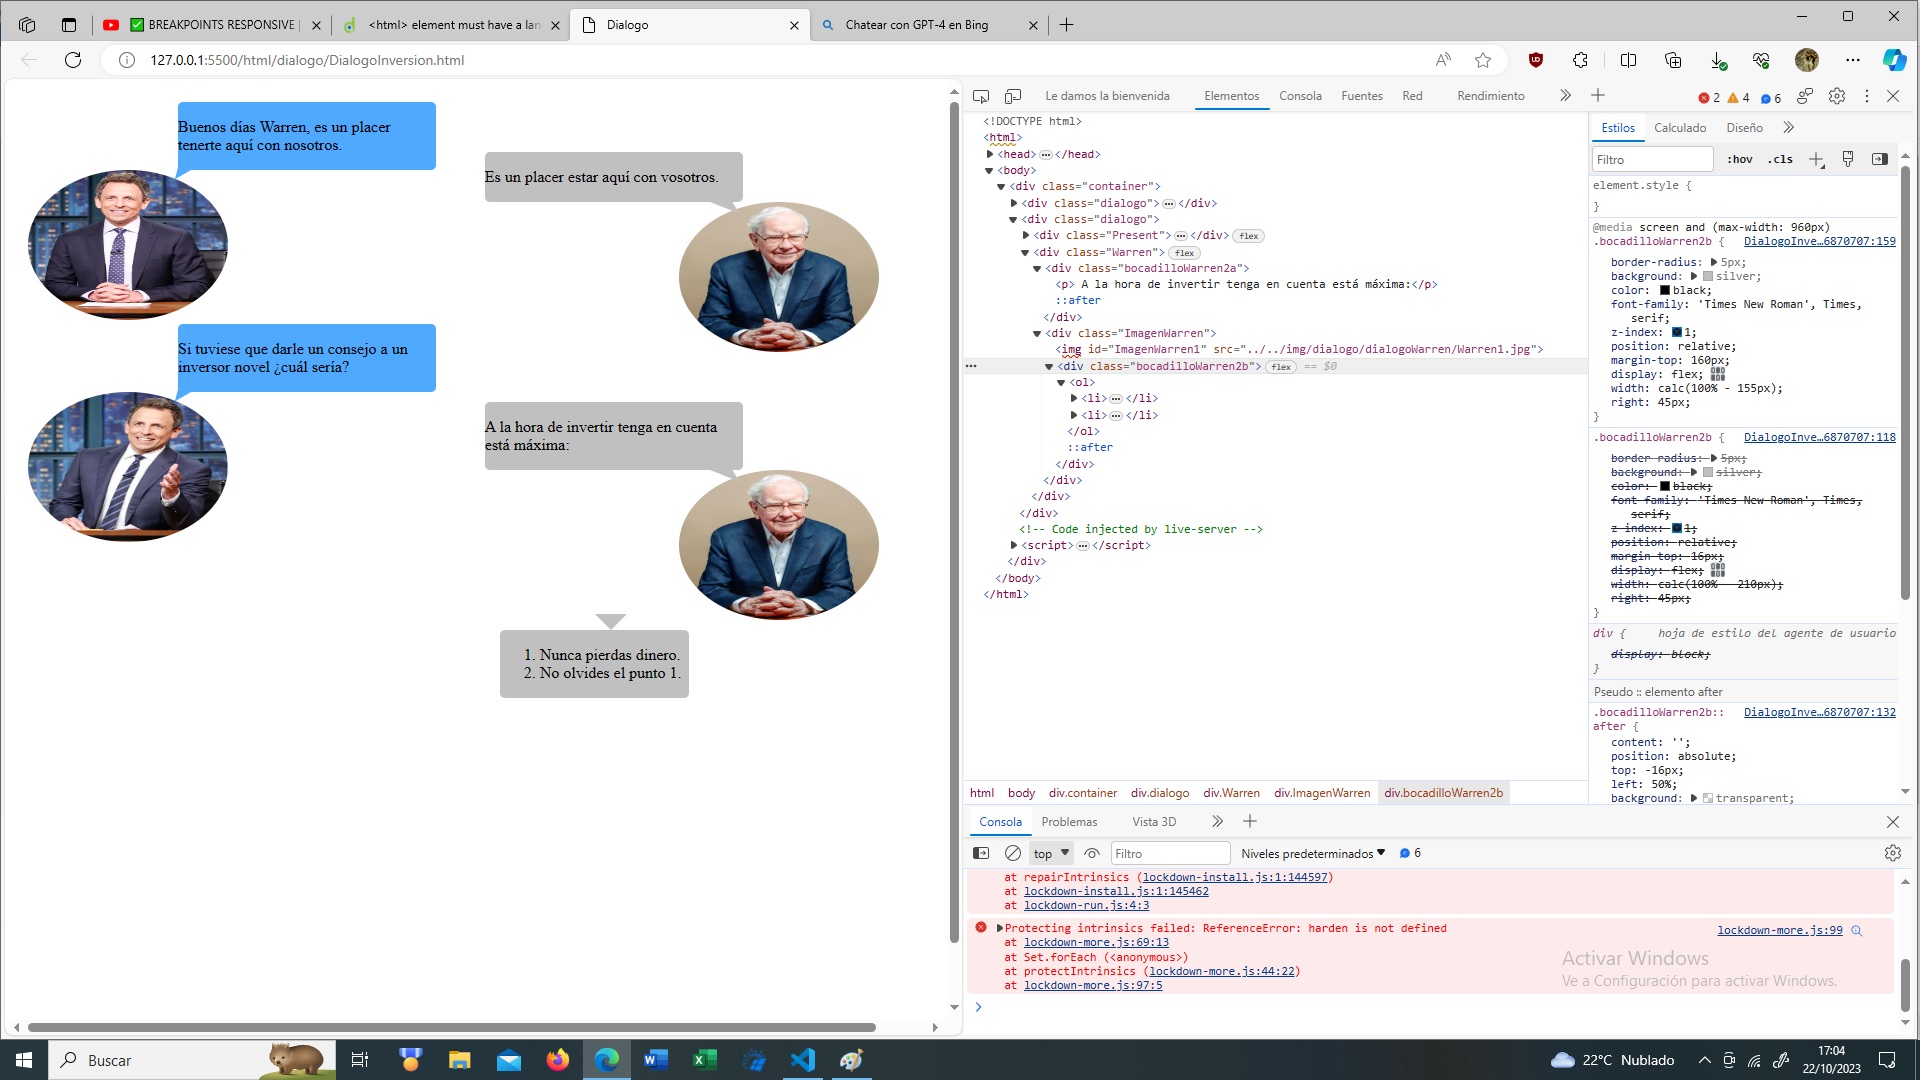 BREAKPOINTS RESPONSIVE
<html> element must have a lan
Dialogo
Chatear con GPT-4 en Bing
127.0.0.1:5500/html/dialogo/DialogoInversion.html
Buenos días Warren, es un placer
tenerte aquí con nosotros.
Es un placer estar aquí con vosotros.
Si tuviese que darle un consejo a un
inversor novel ¿cuál sería?
A la hora de invertir tenga en cuenta
está máxima:
1. Nunca pierdas dinero.
2. No olvides el punto 1.
Le damos la bienvenida
Elementos
Consola
Fuentes
Red
Rendimiento
2
4
6
<!DOCTYPE html>
<html>
<head> ••• </head>
<body>
<div class="container">
<div class="dialogo"> ••• </div>
<div class="dialogo">
<div class="Present"> ••• </div> flex
<div class="Warren"> flex
<div class="bocadilloWarren2a">
<p> A la hora de invertir tenga en cuenta está máxima:</p>
::after
</div>
<div class="ImagenWarren">
<img id="ImagenWarren1" src="../../img/dialogo/dialogoWarren/Warren1.jpg">
••• <div class="bocadilloWarren2b"> flex == $0
<ol>
<li> ••• </li>
<li> ••• </li>
</ol>
::after
</div>
</div>
</div>
</div>
<!-- Code injected by live-server -->
<script> ••• </script>
</div>
</body>
</html>
html body div.container div.dialogo div.Warren div.ImagenWarren div.bocadilloWarren2b
Estilos
Calculado
Diseño
Filtro
:hov
.cls
element.style {
}
@media screen and (max-width: 960px)
.bocadilloWarren2b { DialogoInve…6870707:159
border-radius: 5px;
background: silver;
color: black;
font-family: 'Times New Roman', Times,
serif;
z-index: 1;
position: relative;
margin-top: 160px;
display: flex;
width: calc(100% - 155px);
right: 45px;
}
.bocadilloWarren2b { DialogoInve…6870707:118
border-radius: 5px;
background: silver;
color: black;
font-family: 'Times New Roman', Times,
serif;
z-index: 1;
position: relative;
margin-top: 16px;
display: flex;
width: calc(100% - 210px);
right: 45px;
}
div { hoja de estilo del agente de usuario
display: block;
}
Pseudo :: elemento after
.bocadilloWarren2b:: DialogoInve…6870707:132
after {
content: '';
position: absolute;
top: -16px;
left: 50%;
background: transparent;
Consola
Problemas
Vista 3D
top
Filtro
Niveles predeterminados
6
at repairIntrinsics (lockdown-install.js:1:144597)
at lockdown-install.js:1:145462
at lockdown-run.js:4:3
Protecting intrinsics failed: ReferenceError: harden is not defined lockdown-more.js:99
at lockdown-more.js:69:13
at Set.forEach (<anonymous>)
at protectIntrinsics (lockdown-more.js:44:22)
at lockdown-more.js:97:5
Activar Windows
Ve a Configuración para activar Windows.
Buscar
22°C Nublado
17:04
22/10/2023